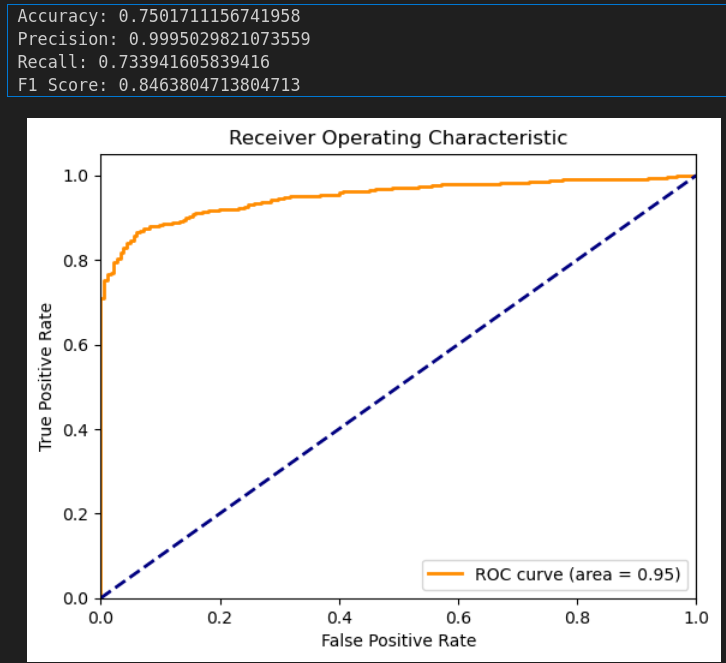 Accuracy: 0.7501711156741958
Precision: 0.9995029821073559
Recall: 0.733941605839416
F1 Score: 0.8463804713804713
Receiver Operating Characteristic
1.0
0.8
0.6
0.4
0.2
0.0
True Positive Rate
ROC curve (area = 0.95)
0.0 0.2 0.4 0.6 0.8 1.0
False Positive Rate